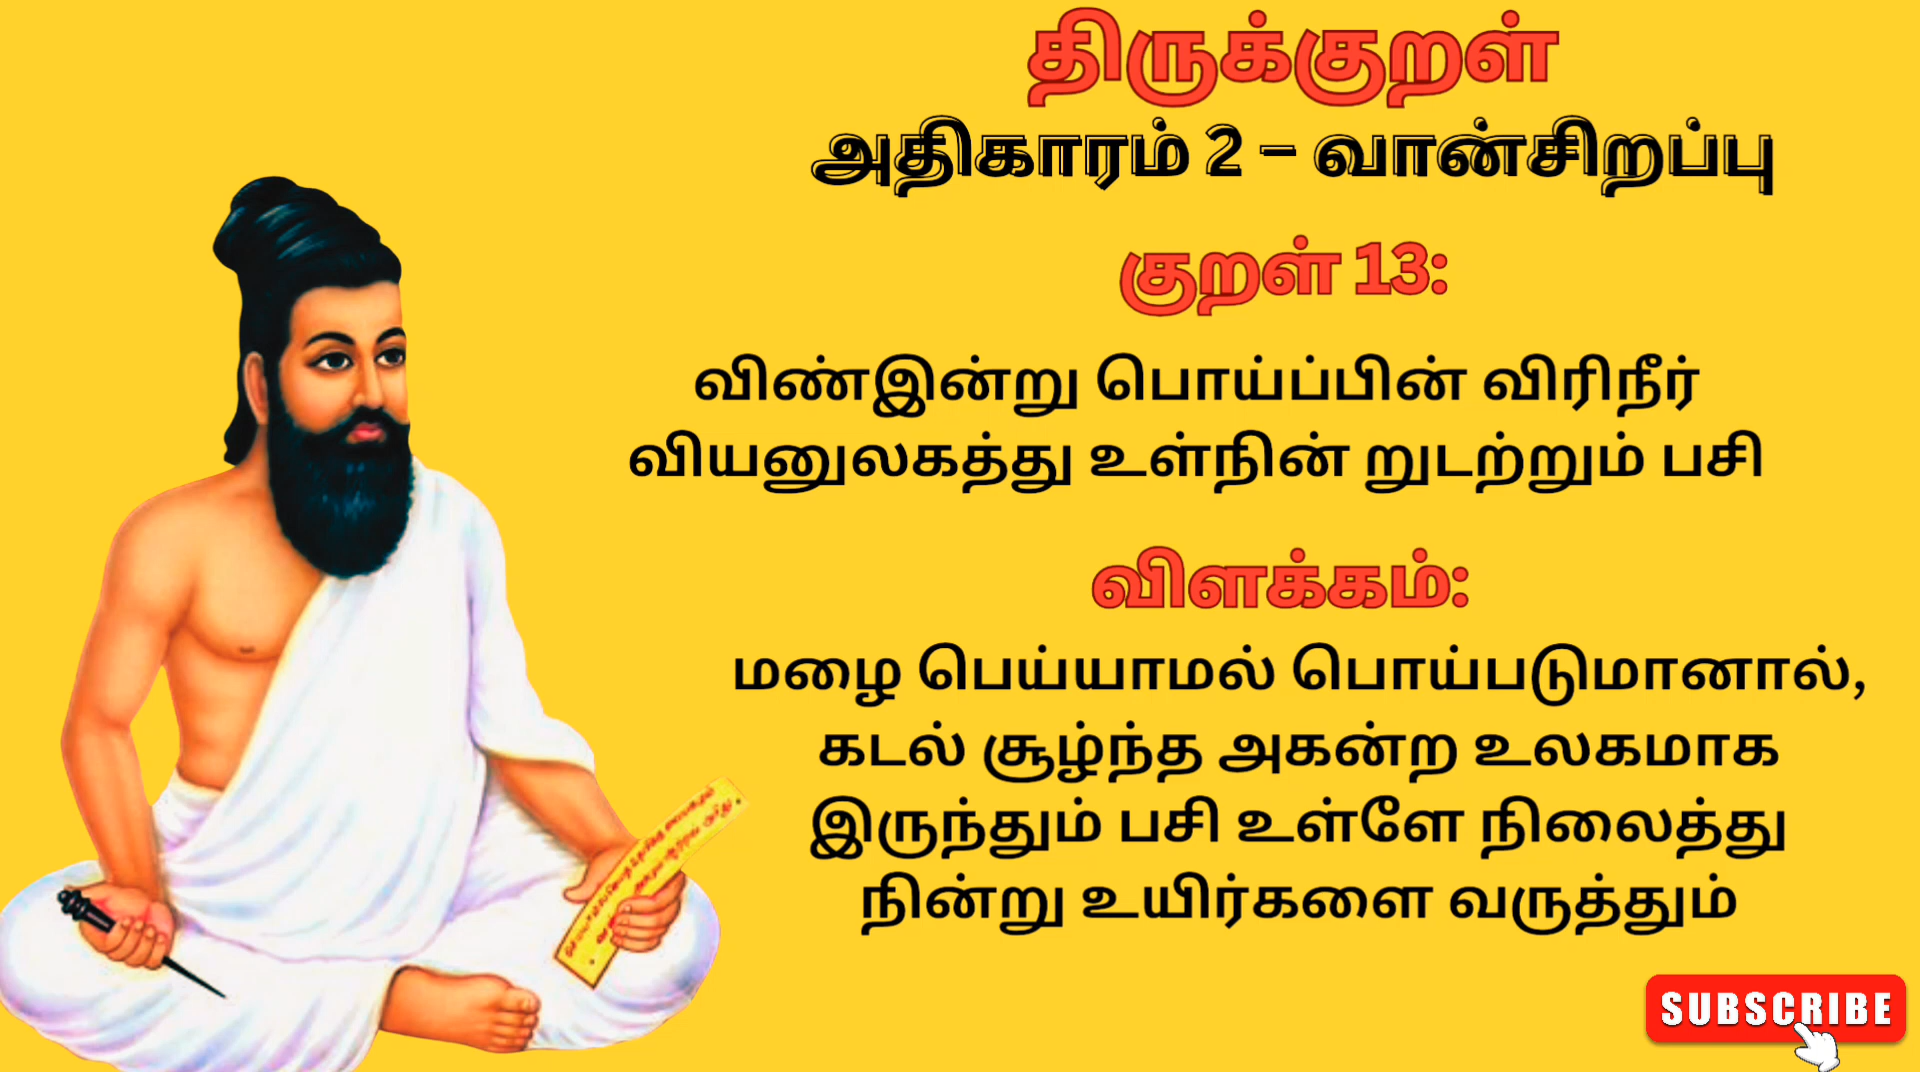 திருக்குறள்
அதிகாரம் 2 – வான்சிறப்பு
குறள் 13:
விண்இன்று பொய்ப்பின் விரிநீர்
வியனுலகத்து உள்நின் றுடற்றும் பசி
விளக்கம்:
மழை பெய்யாமல் பொய்படுமானால்,
கடல் சூழ்ந்த அகன்ற உலகமாக
இருந்தும் பசி உள்ளே நிலைத்து
நின்று உயிர்களை வருத்தும்
SUBSCRIBE